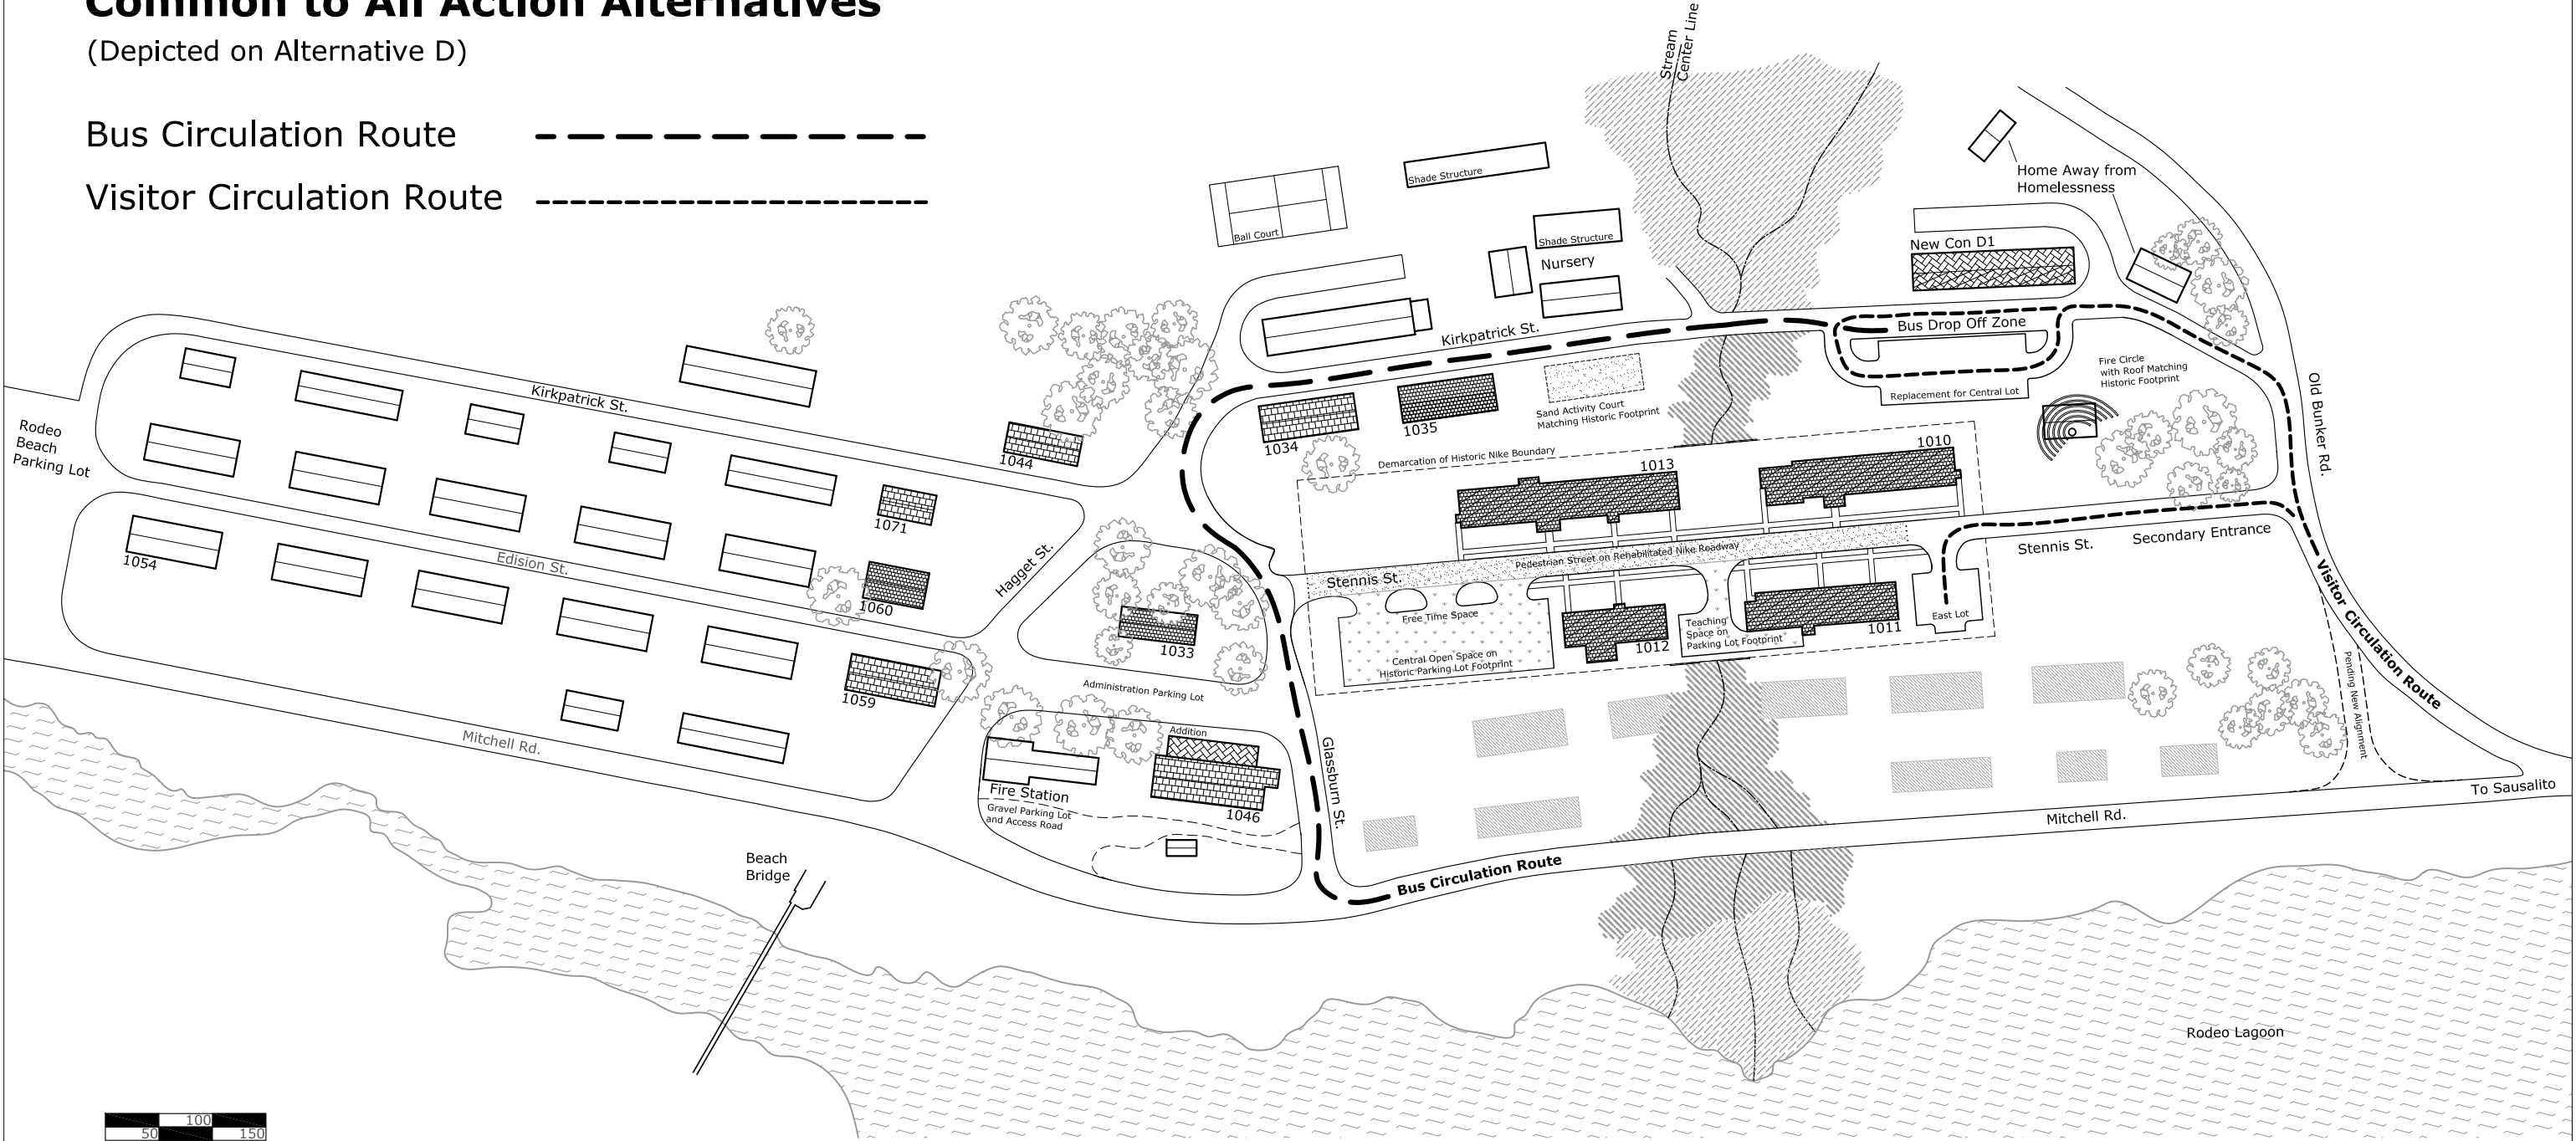 Common to All Action Alternatives
(Depicted on Alternative D)
Bus Circulation Route
Visitor Circulation Route
Stream
Center Line
Home Away from
Homelessness
Shade Structure
Ball Court
Shade Structure
Nursery
New Con D1
Kirkpatrick St.
Bus Drop Off Zone
Replacement for Central Lot
Fire Circle
with Roof Matching
Historic Footprint
Old Bunker Rd.
Kirkpatrick St.
Rodeo
Beach
Parking Lot
1044
1034
1035
Sand Activity Court
Matching Historic Footprint
Demarcation of Historic Nike Boundary
1013
1010
1071
1054
Edision St.
1060
Hagget St.
1033
Stennis St.
Pedestrian Street on Rehabilitated Nike Roadway
Stennis St.
Secondary Entrance
Free Time Space
Central Open Space on
Historic Parking Lot Footprint
1012
Teaching
Space on
Parking Lot Footprint
1011
East Lot
Visitor Circulation Route
Pending New Alignment
1059
Administration Parking Lot
Mitchell Rd.
Addition
Fire Station
Gravel Parking Lot
and Access Road
1046
Glassburn St.
Bus Circulation Route
Mitchell Rd.
To Sausalito
Beach
Bridge
Rodeo Lagoon
100
50
150